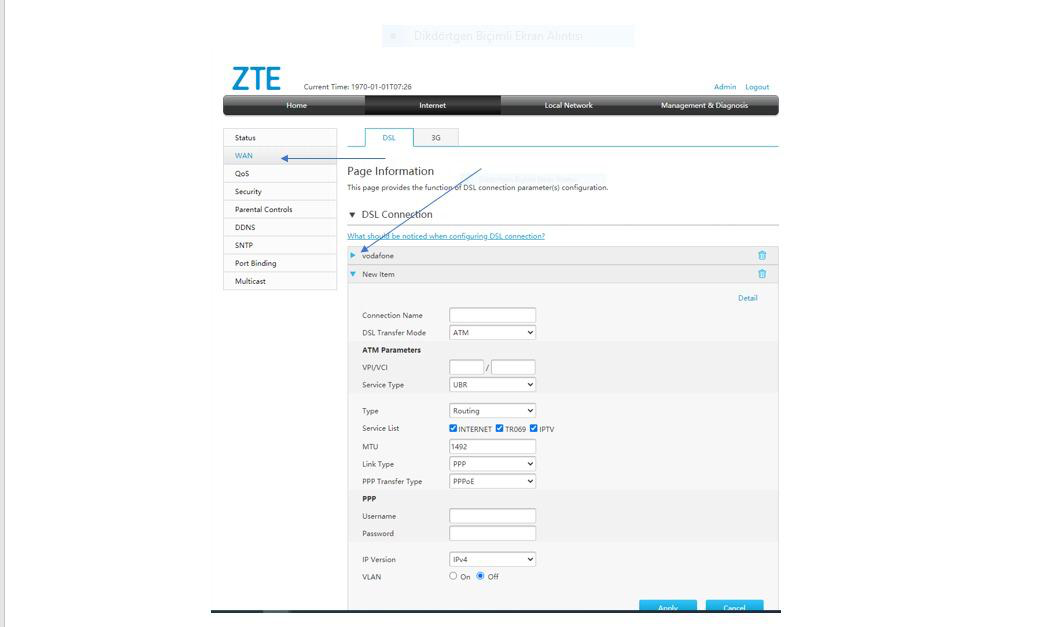 Dikdörtgen Biçimli Ekran Alıntısı
ZTE
Current Time: 1970-01-01T07:26
Admin Logout
Home Internet Local Network Management & Diagnosis
Status
WAN
QoS
Security
Parental Controls
DDNS
SNTP
Port Binding
Multicast
DSL 3G
Page Information
This page provides the function of DSL connection parameter(s) configuration.
DSL Connection
What should be noticed when configuring DSL connection?
vodafone
New Item
Detail
Connection Name
DSL Transfer Mode ATM
ATM Parameters
VPI/VCI /
Service Type UBR
Type Routing
Service List INTERNET TR069 IPTV
MTU 1492
Link Type PPP
PPP Transfer Type PPPoE
PPP
Username
Password
IP Version IPv4
VLAN On Off
Apply Cancel